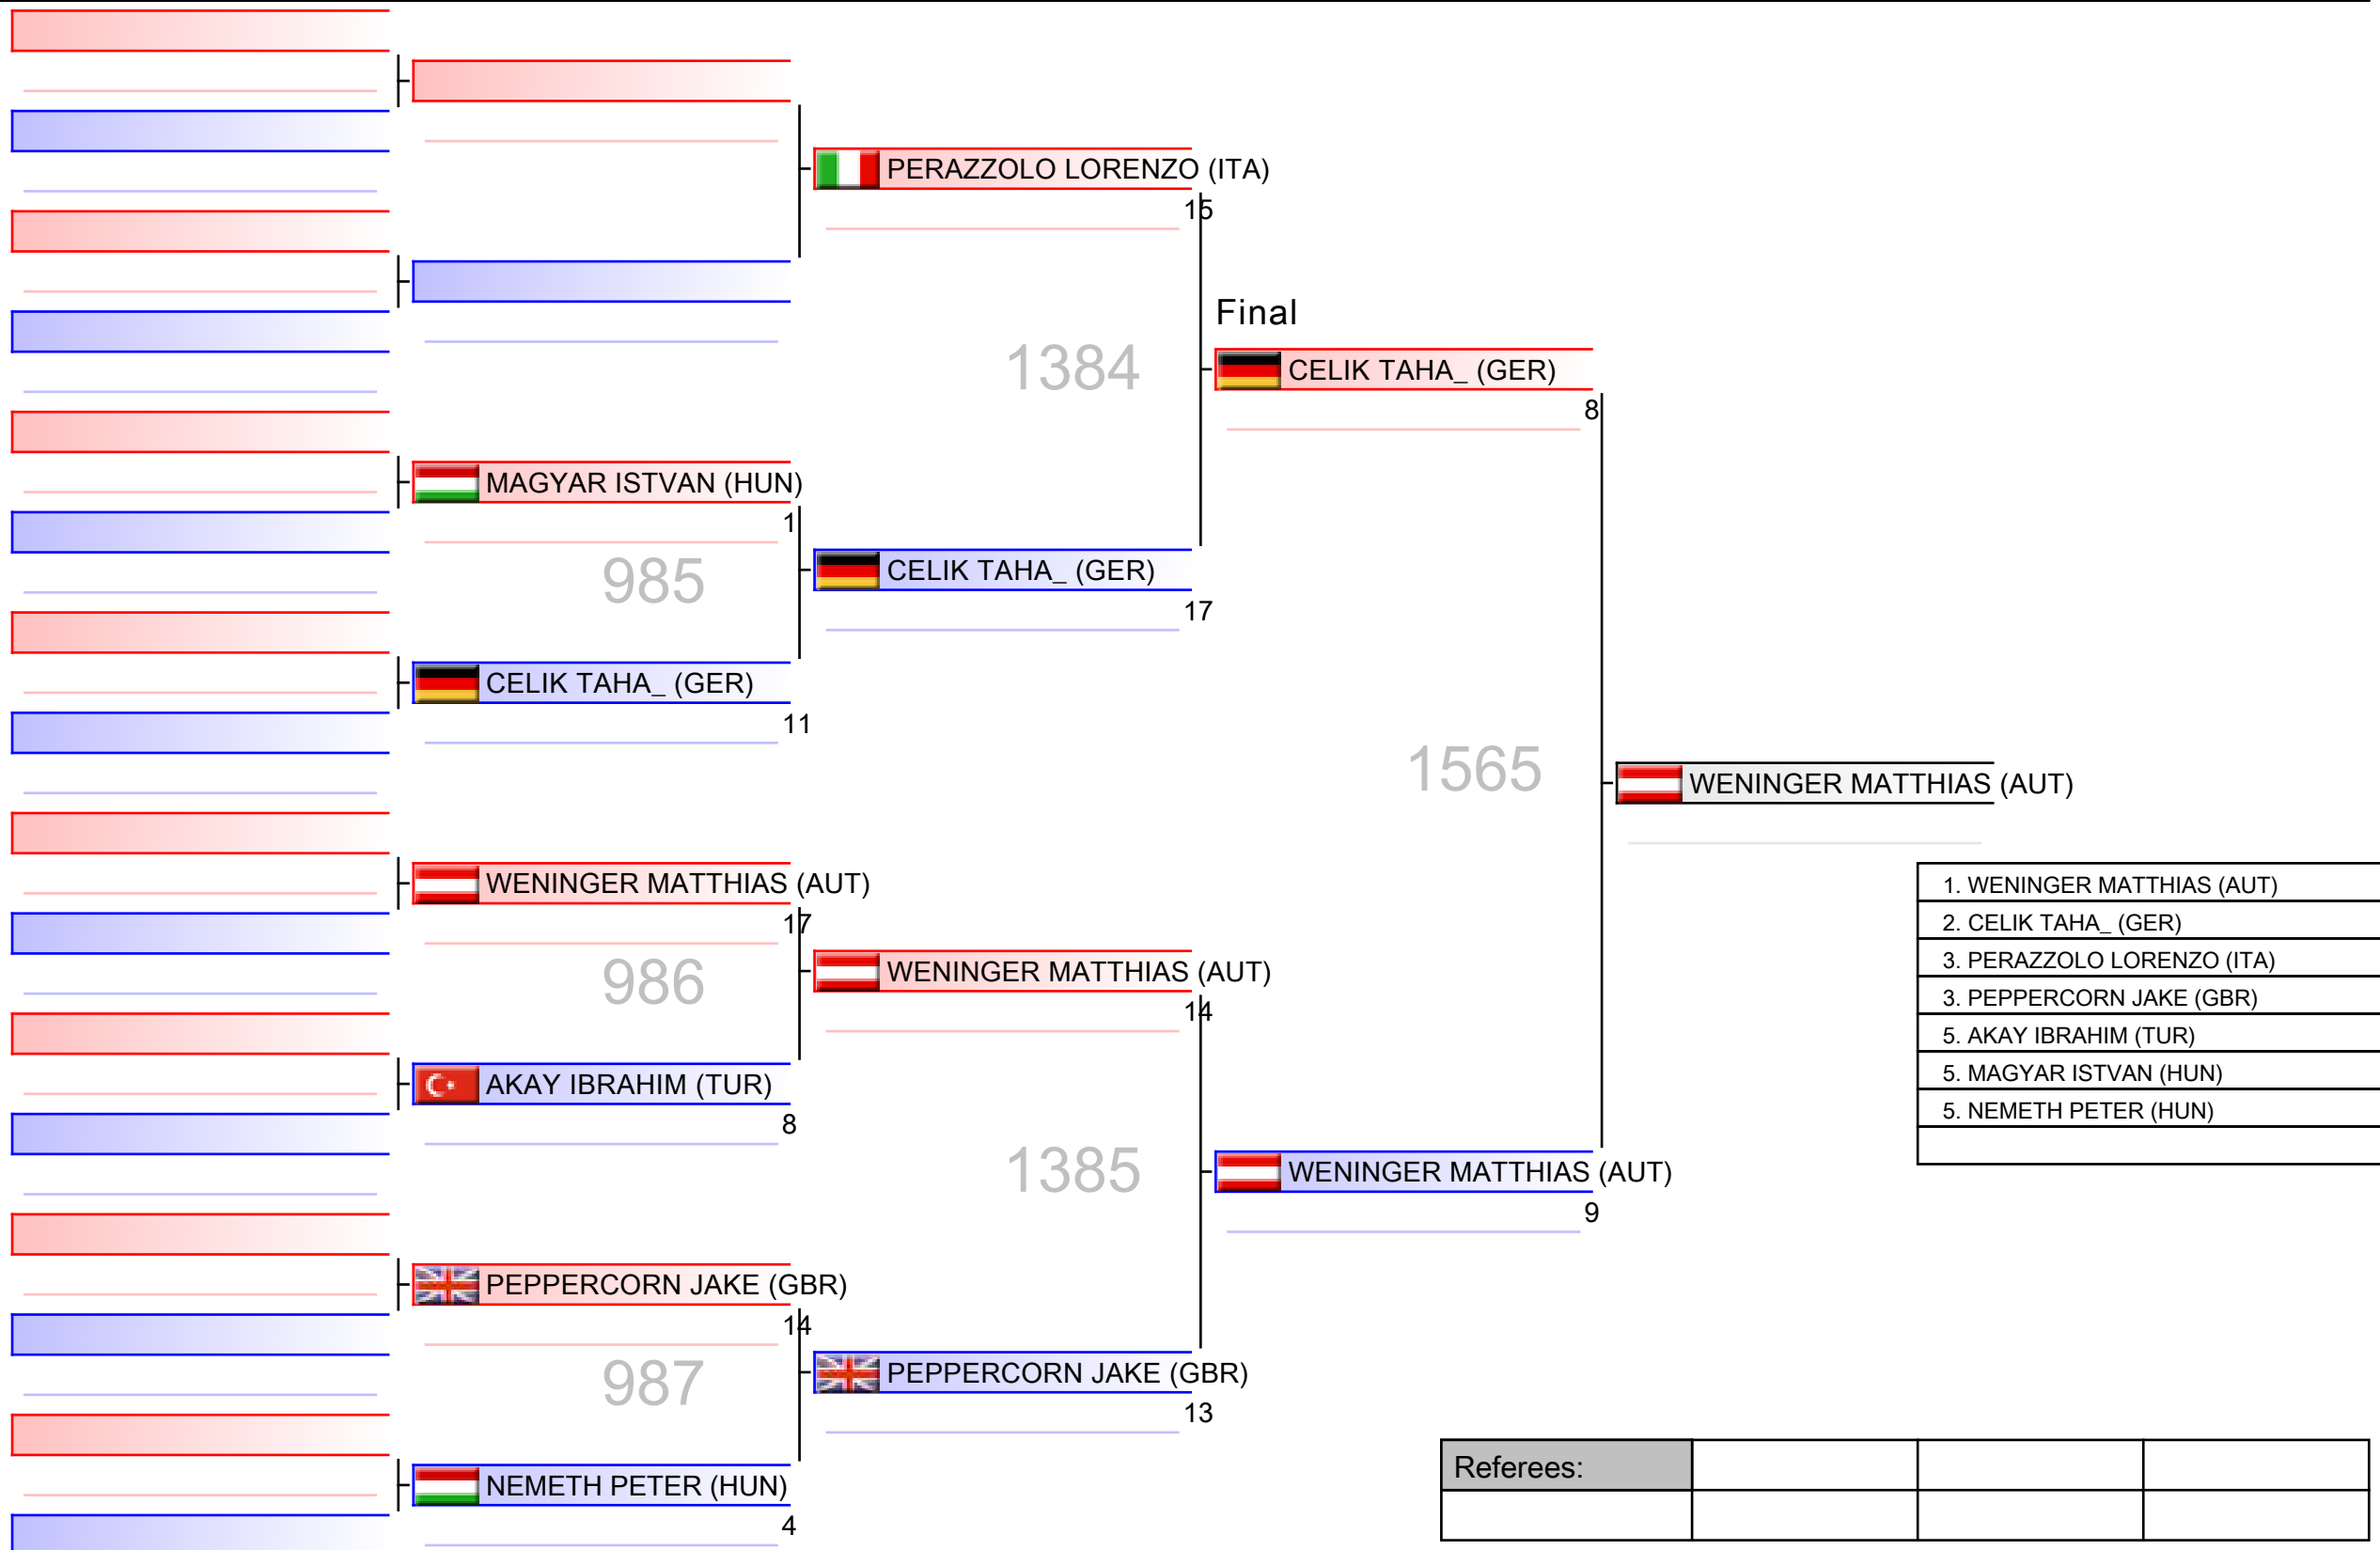 PERAZZOLO LORENZO (ITA)
15
Final
1384
CELIK TAHA_ (GER)
8
MAGYAR ISTVAN (HUN)
1
985
CELIK TAHA_ (GER)
17
CELIK TAHA_ (GER)
11
1565
WENINGER MATTHIAS (AUT)
WENINGER MATTHIAS (AUT)
17
986
WENINGER MATTHIAS (AUT)
14
AKAY IBRAHIM (TUR)
8
1385
WENINGER MATTHIAS (AUT)
9
PEPPERCORN JAKE (GBR)
14
987
PEPPERCORN JAKE (GBR)
13
NEMETH PETER (HUN)
4
1. WENINGER MATTHIAS (AUT)
2. CELIK TAHA_ (GER)
3. PERAZZOLO LORENZO (ITA)
3. PEPPERCORN JAKE (GBR)
5. AKAY IBRAHIM (TUR)
5. MAGYAR ISTVAN (HUN)
5. NEMETH PETER (HUN)
Referees: